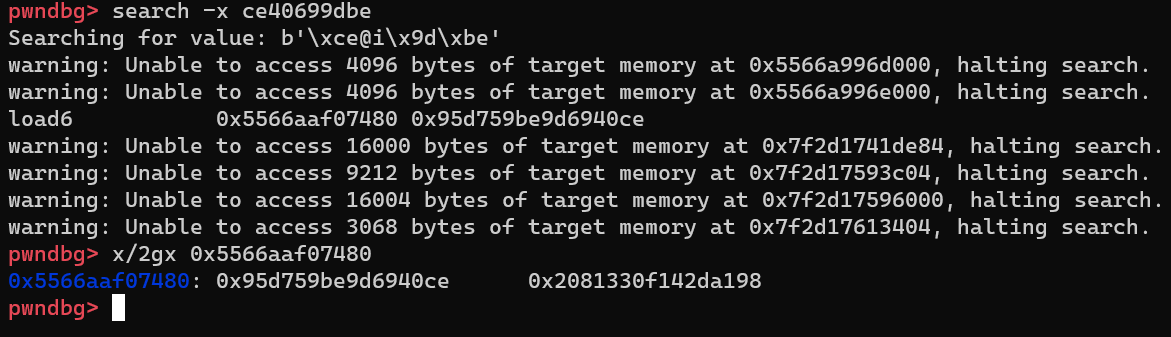 pwndbg> search -x ce40699dbe
Searching for value: b'\xce@i\x9d\xbe'
warning: Unable to access 4096 bytes of target memory at 0x5566a996d000, halting search.
warning: Unable to access 4096 bytes of target memory at 0x5566a996e000, halting search.
load6 0x5566aaf07480 0x95d759be9d6940ce
warning: Unable to access 16000 bytes of target memory at 0x7f2d1741de84, halting search.
warning: Unable to access 9212 bytes of target memory at 0x7f2d17593c04, halting search.
warning: Unable to access 16004 bytes of target memory at 0x7f2d17596000, halting search.
warning: Unable to access 3068 bytes of target memory at 0x7f2d17613404, halting search.
pwndbg> x/2gx 0x5566aaf07480
0x5566aaf07480: 0x95d759be9d6940ce 0x2081330f142da198
pwndbg>